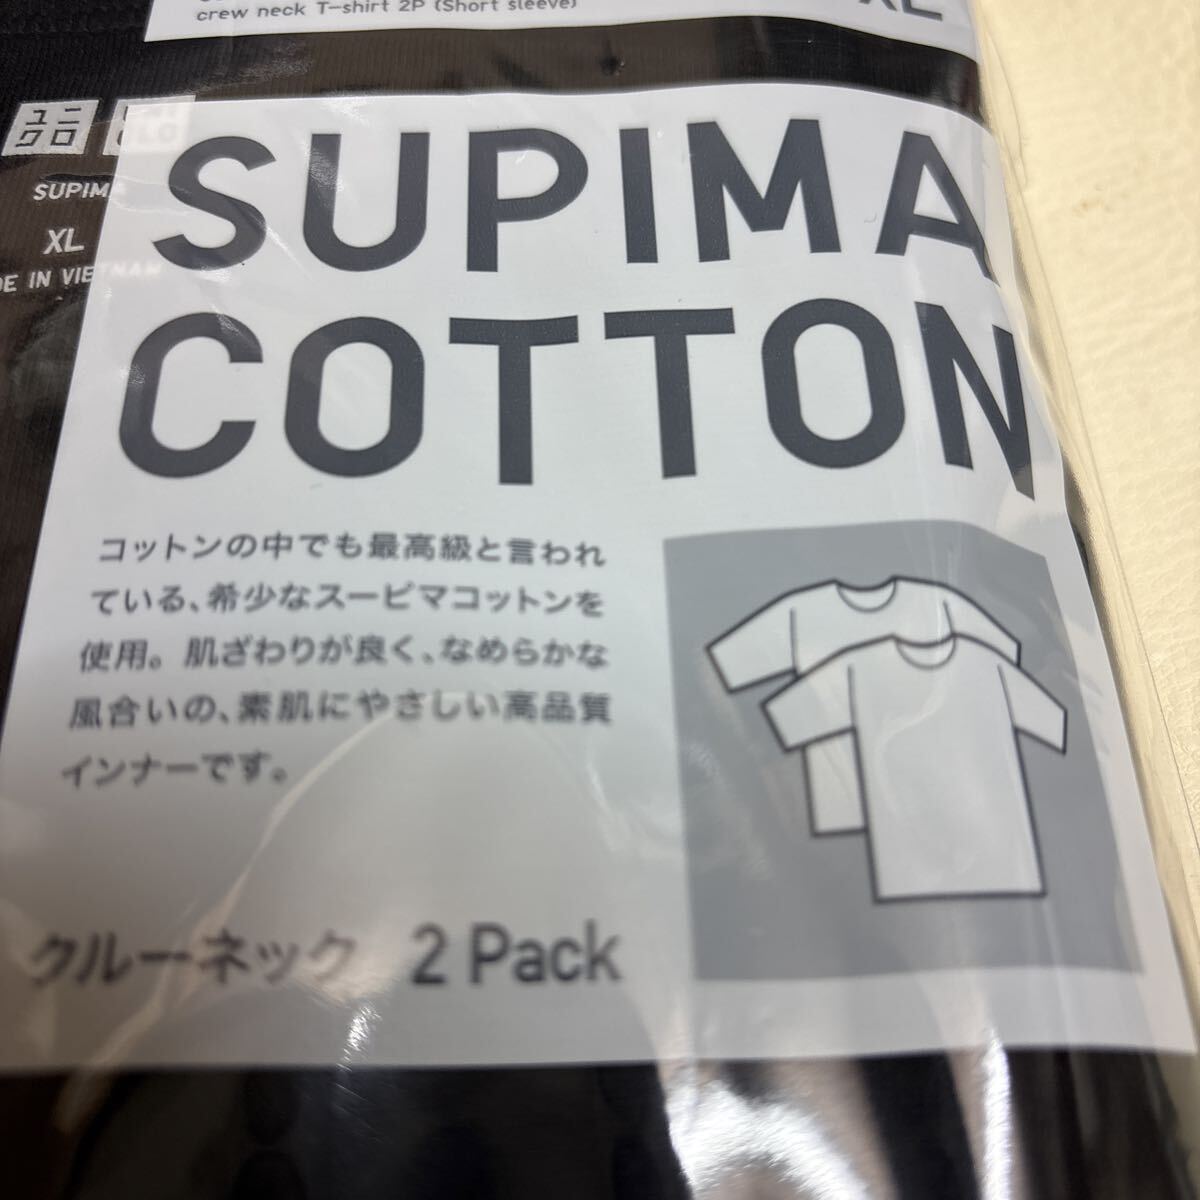 crew neck T-shirt 2P (Short sleeve)
XL
ユニ
クロ
SUPIMA
XL
DE IN VIETNAM
SUPIMA
COTTON
コットンの中でも最高級と言われ
ている、希少なスーピマコットンを
使用。肌ざわりが良く、なめらかな
風合いの、素肌にやさしい高品質
インナーです。
クルーネック 2 Pack